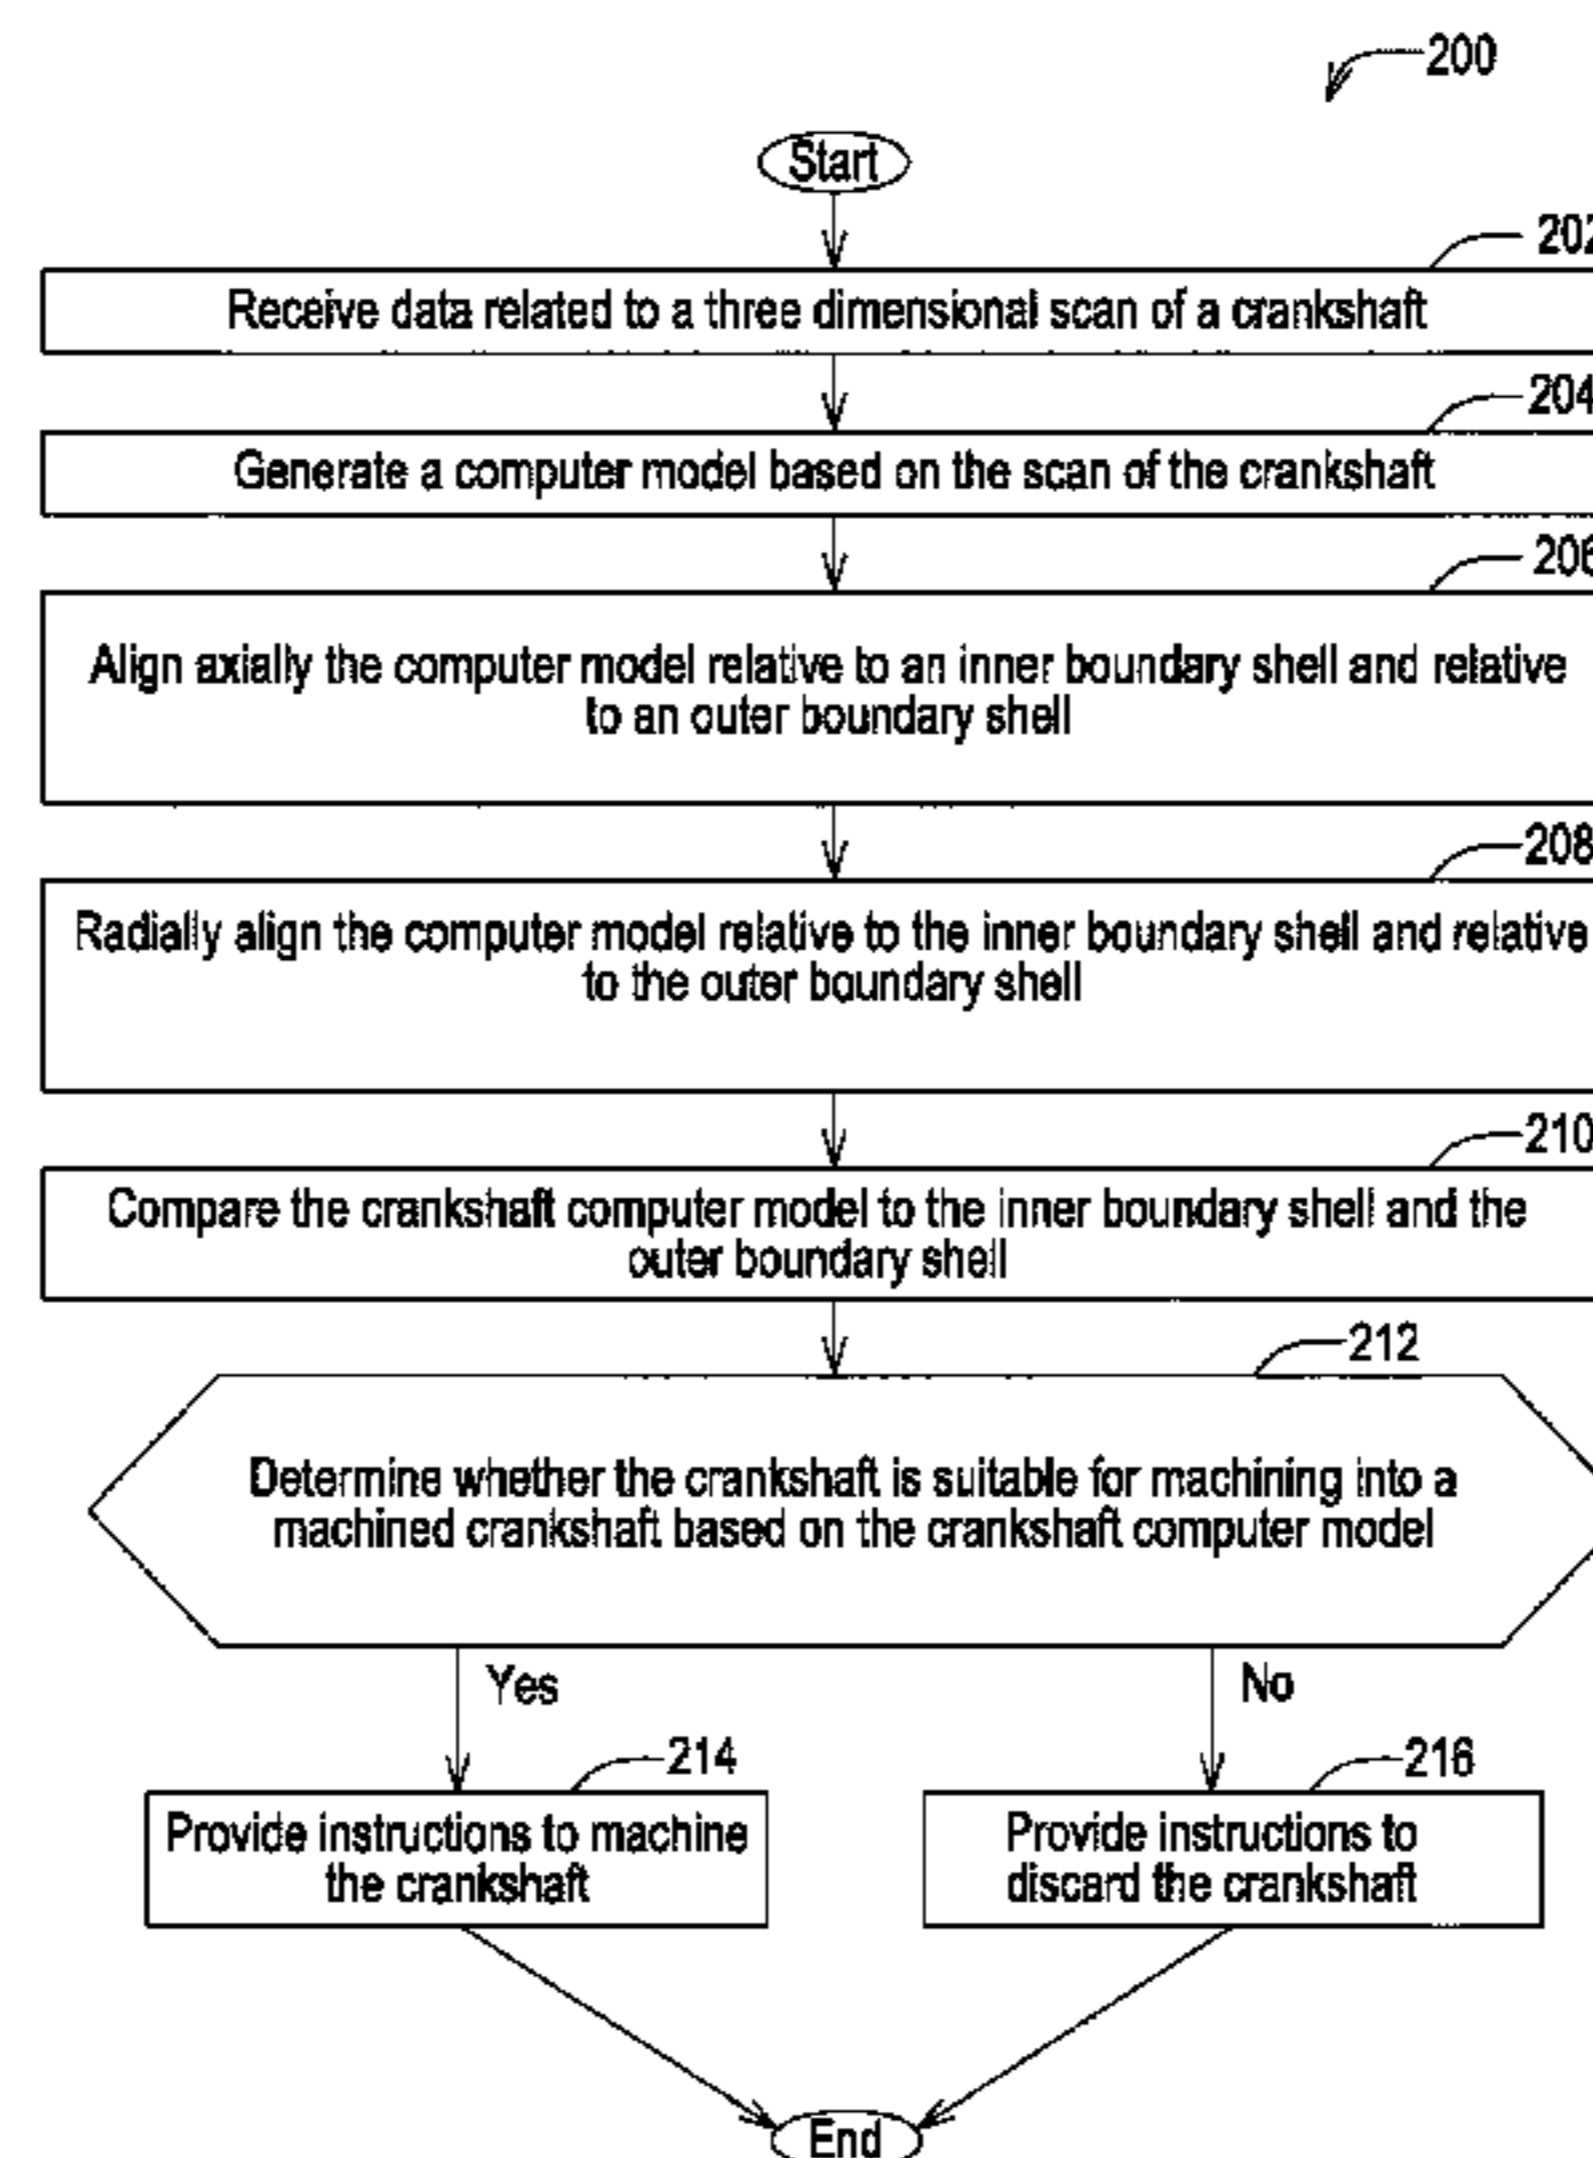 200
Start
202
Receive data related to a three dimensional scan of a crankshaft
204
Generate a computer model based on the scan of the crankshaft
206
Align axially the computer model relative to an inner boundary shell and relative
to an outer boundary shell
208
Radially align the computer model relative to the inner boundary shell and relative
to the outer boundary shell
210
Compare the crankshaft computer model to the inner boundary shell and the
outer boundary shell
212
Determine whether the crankshaft is suitable for machining into a
machined crankshaft based on the crankshaft computer model
Yes
No
214
216
Provide instructions to machine
the crankshaft
Provide instructions to
discard the crankshaft
End